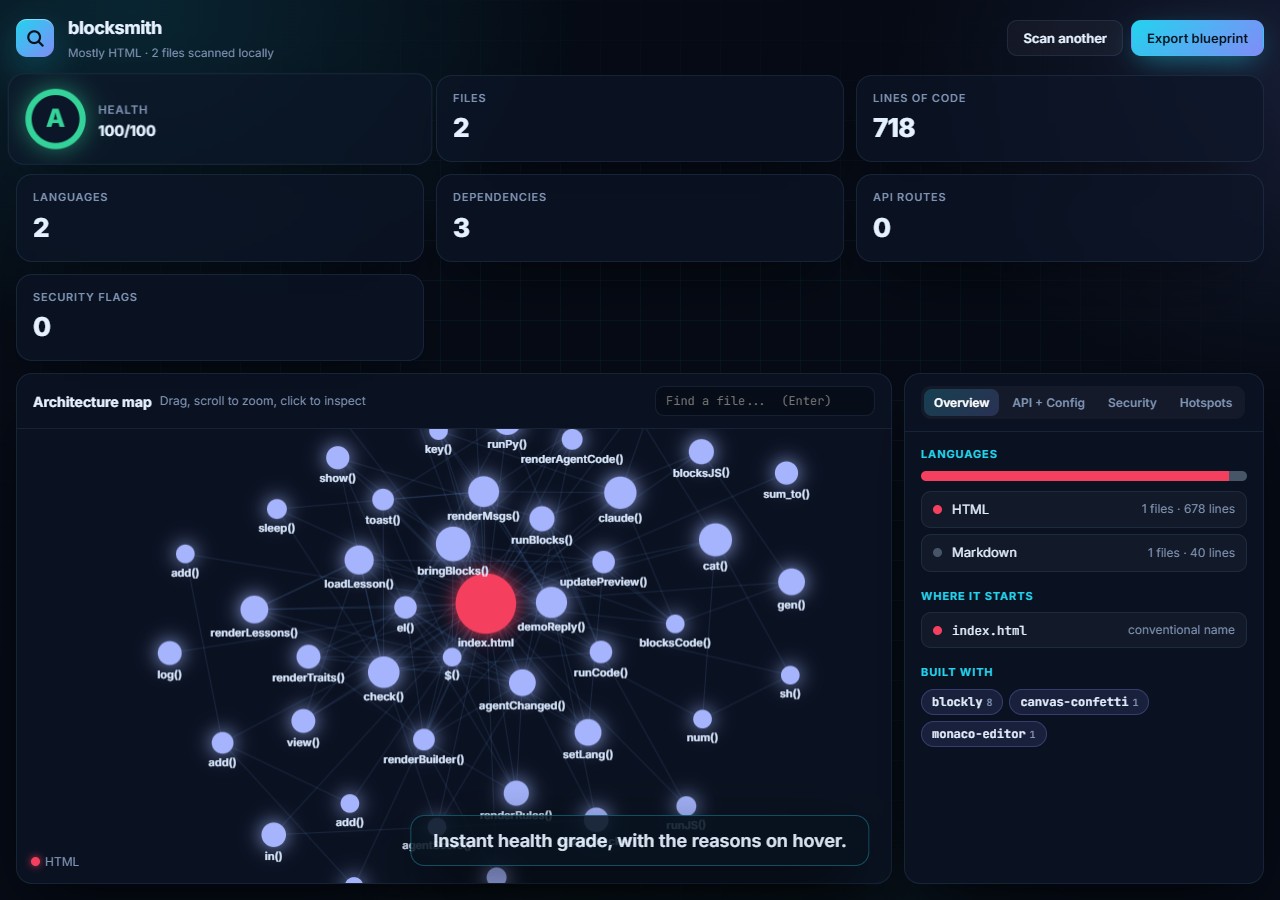 blocksmith
Mostly HTML · 2 files scanned locally
Scan another
Export blueprint
A
HEALTH
100/100
FILES
2
LINES OF CODE
718
LANGUAGES
2
DEPENDENCIES
3
API ROUTES
0
SECURITY FLAGS
0
Architecture map
Drag, scroll to zoom, click to inspect
Find a file... (Enter)
key()
runPy()
renderAgentCode()
show()
blocksJS()
sum_to()
toast()
renderMsgs()
claude()
sleep()
runBlocks()
add()
loadLesson()
bringBlocks()
updatePreview()
cat()
gen()
renderLessons()
el()
demoReply()
index.html
blocksCode()
log()
renderTraits()
check()
$()
runCode()
agentChanged()
sh()
view()
add()
renderBuilder()
setLang()
num()
add()
renderRules()
runJS()
in()
HTML
Instant health grade, with the reasons on hover.
Overview
API + Config
Security
Hotspots
LANGUAGES
HTML
1 files · 678 lines
Markdown
1 files · 40 lines
WHERE IT STARTS
index.html
conventional name
BUILT WITH
blockly 8
canvas-confetti 1
monaco-editor 1